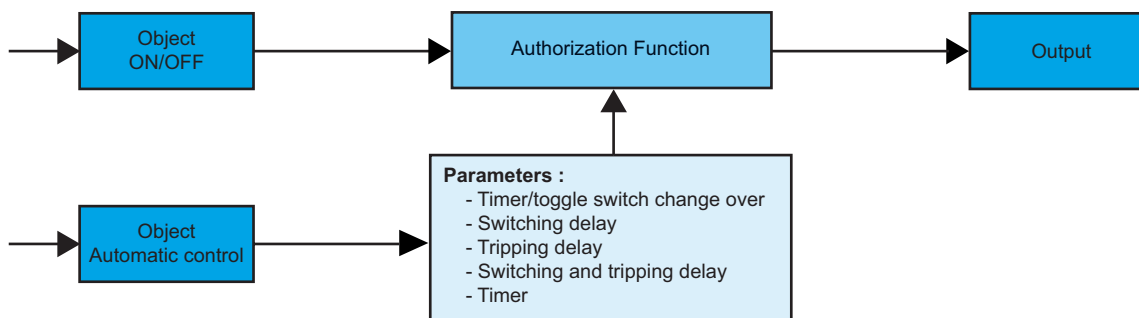 Object
ON/OFF
Authorization Function
Output
Parameters :
- Timer/toggle switch change over
- Switching delay
- Tripping delay
- Switching and tripping delay
- Timer
Object
Automatic control